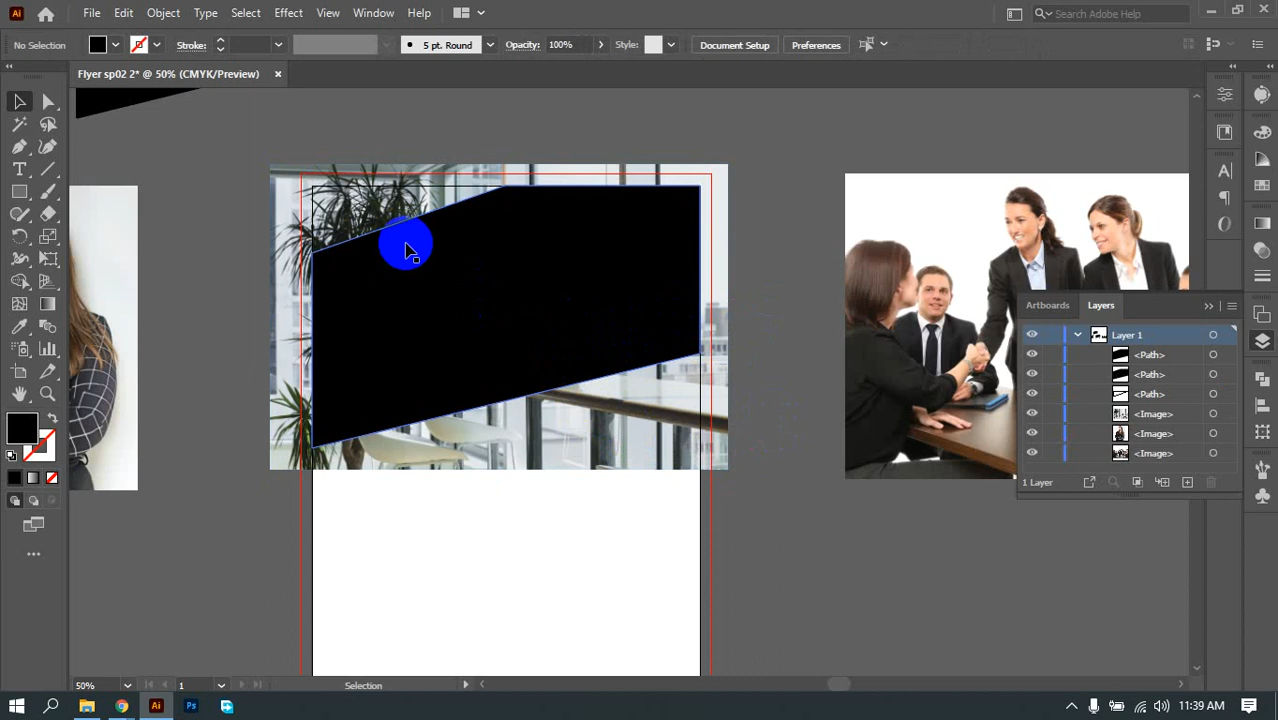 Ai File Edit Object Type Select Effect View Window Help Search Adobe Help
No Selection Stroke: 5 pt. Round Opacity: 100% Style: Document Setup Preferences
Flyer sp02 2* @ 50% (CMYK/Preview)
Artboards Layers
Layer 1
<Path>
<Path>
<Path>
<Image>
<Image>
<Image>
1 Layer
50% 1 Selection
Ai Ps 11:39 AM